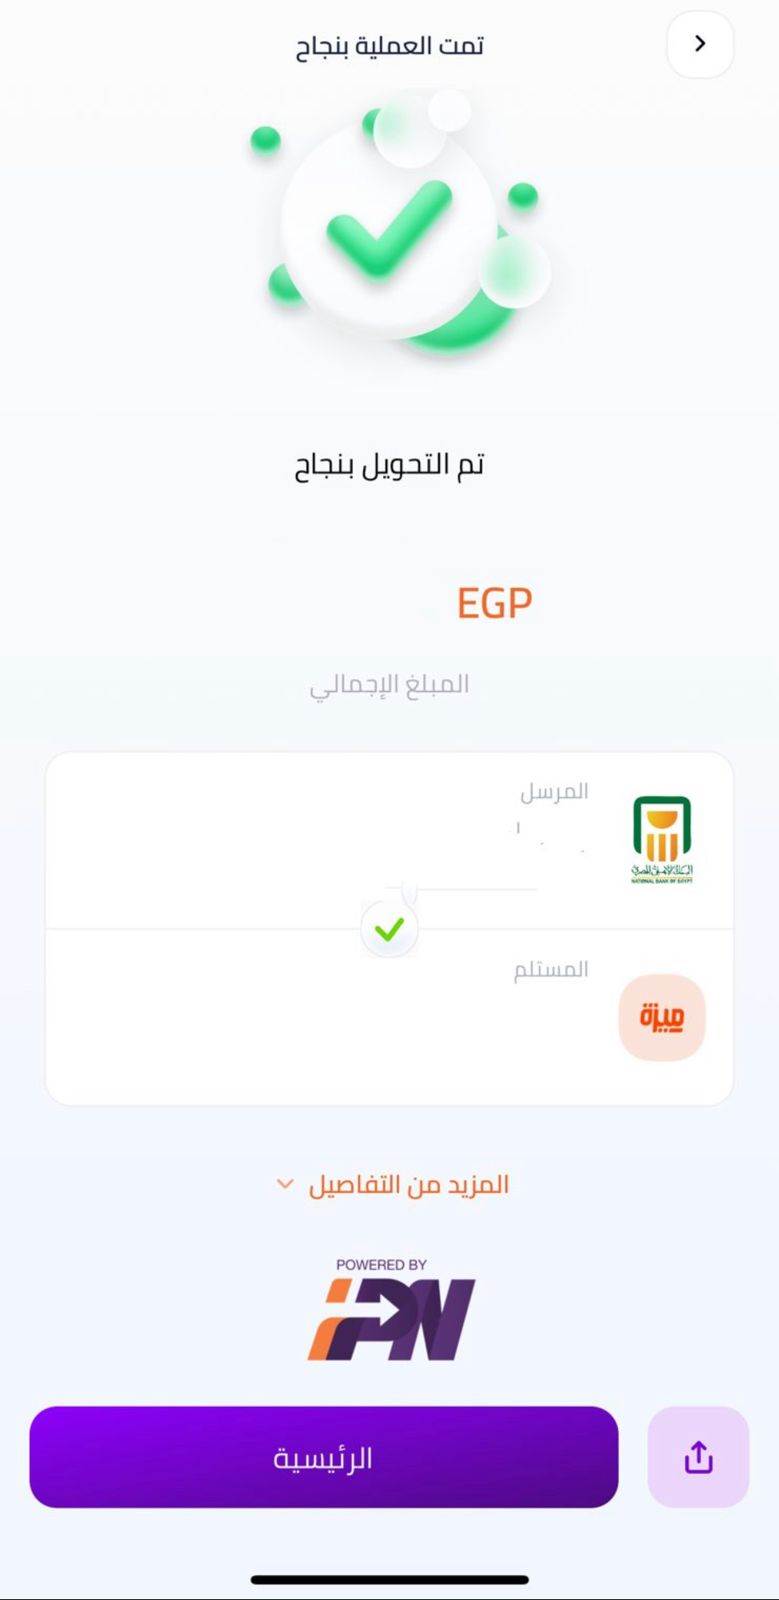 تمت العملية بنجاح
تم التحويل بنجاح
EGP
المبلغ الإجمالي
المرسل
البنك الأهلي المصري
NATIONAL BANK OF EGYPT
المستلم
ميزة
المزيد من التفاصيل
POWERED BY
IPN
الرئيسية